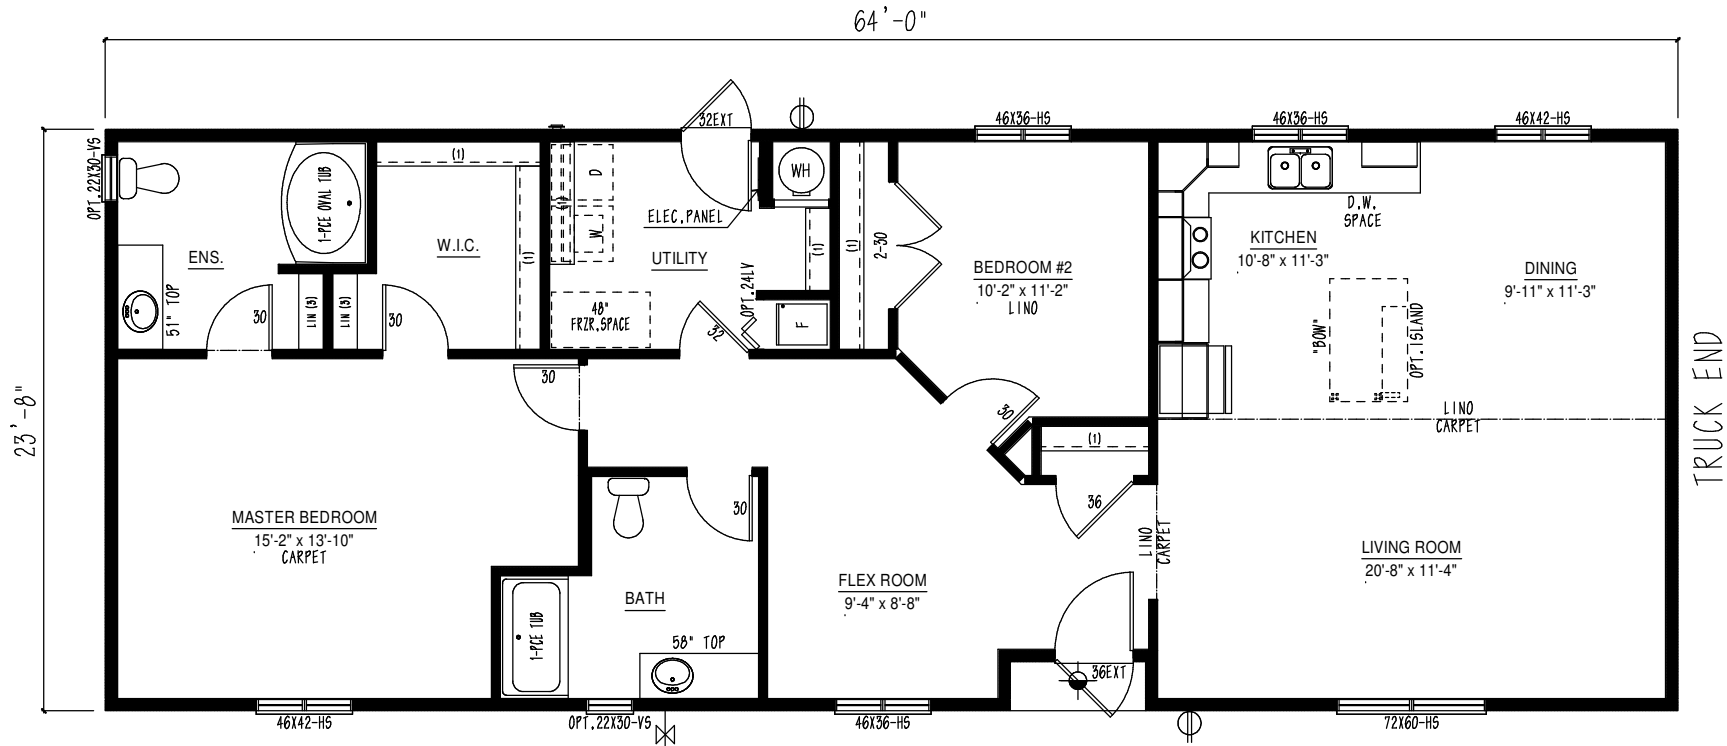 64'-0"
32EXT
46X36-HS
46X36-HS
46X42-HS
OPT.22X30-VS
(1)
D
WH
1-PCE OVAL TUB
ELEC.PANEL
D.W.
SPACE
(1)
W
(1)
(1)
(1)
2-30
W.I.C.
ENS.
UTILITY
KITCHEN
10'-8" x 11'-3"
BEDROOM #2
10'-2" x 11'-2"
LINO
DINING
9'-11" x 11'-3"
51" TOP
30
LIN (3)
LIN (3)
30
48"
FRZR.SPACE
32
OPT.24LV
F
"BOW"
OPT.ISLAND
TRUCK END
23'-8"
30
30
LINO
CARPET
(1)
36
30
LINO
CARPET
MASTER BEDROOM
15'-2" x 13'-10"
CARPET
LIVING ROOM
20'-8" x 11'-4"
FLEX ROOM
9'-4" x 8'-8"
BATH
1-PCE TUB
58" TOP
36EXT
46X42-HS
OPT.22X30-VS
46X36-HS
72X60-HS